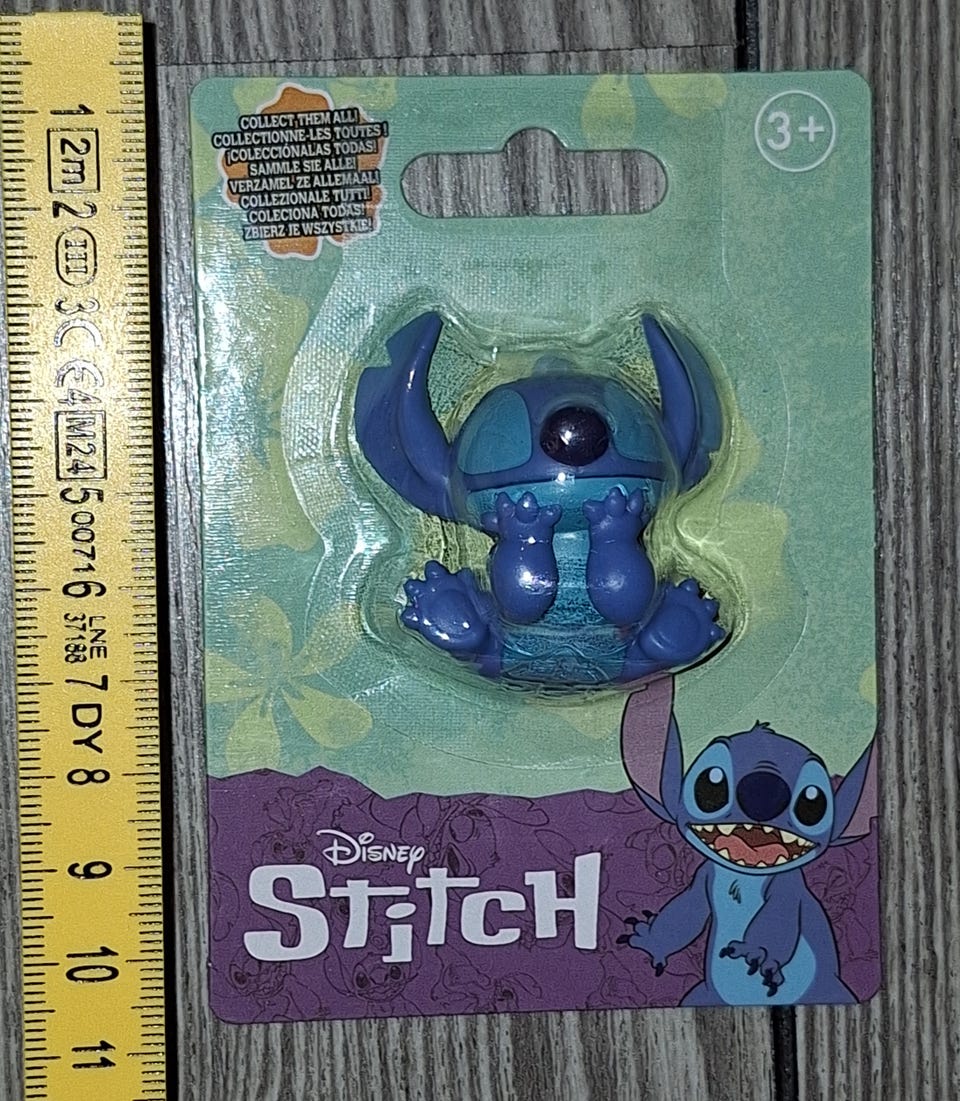 COLLECT THEM ALL!
COLLECTIONNE-LES TOUTES !
¡COLECCIÓNALAS TODAS!
SAMMLE SIE ALLE!
VERZAMEL ZE ALLEMAAL!
COLLEZIONALE TUTTI!
COLECIONA TODAS!
ZBIERZ JE WSZYSTKIE!
3+
Disney
Stitch
1 2m 2 III 3 C€ 4 M24 5 0071 6 LNE 37188 7 DY 8 9 10 11